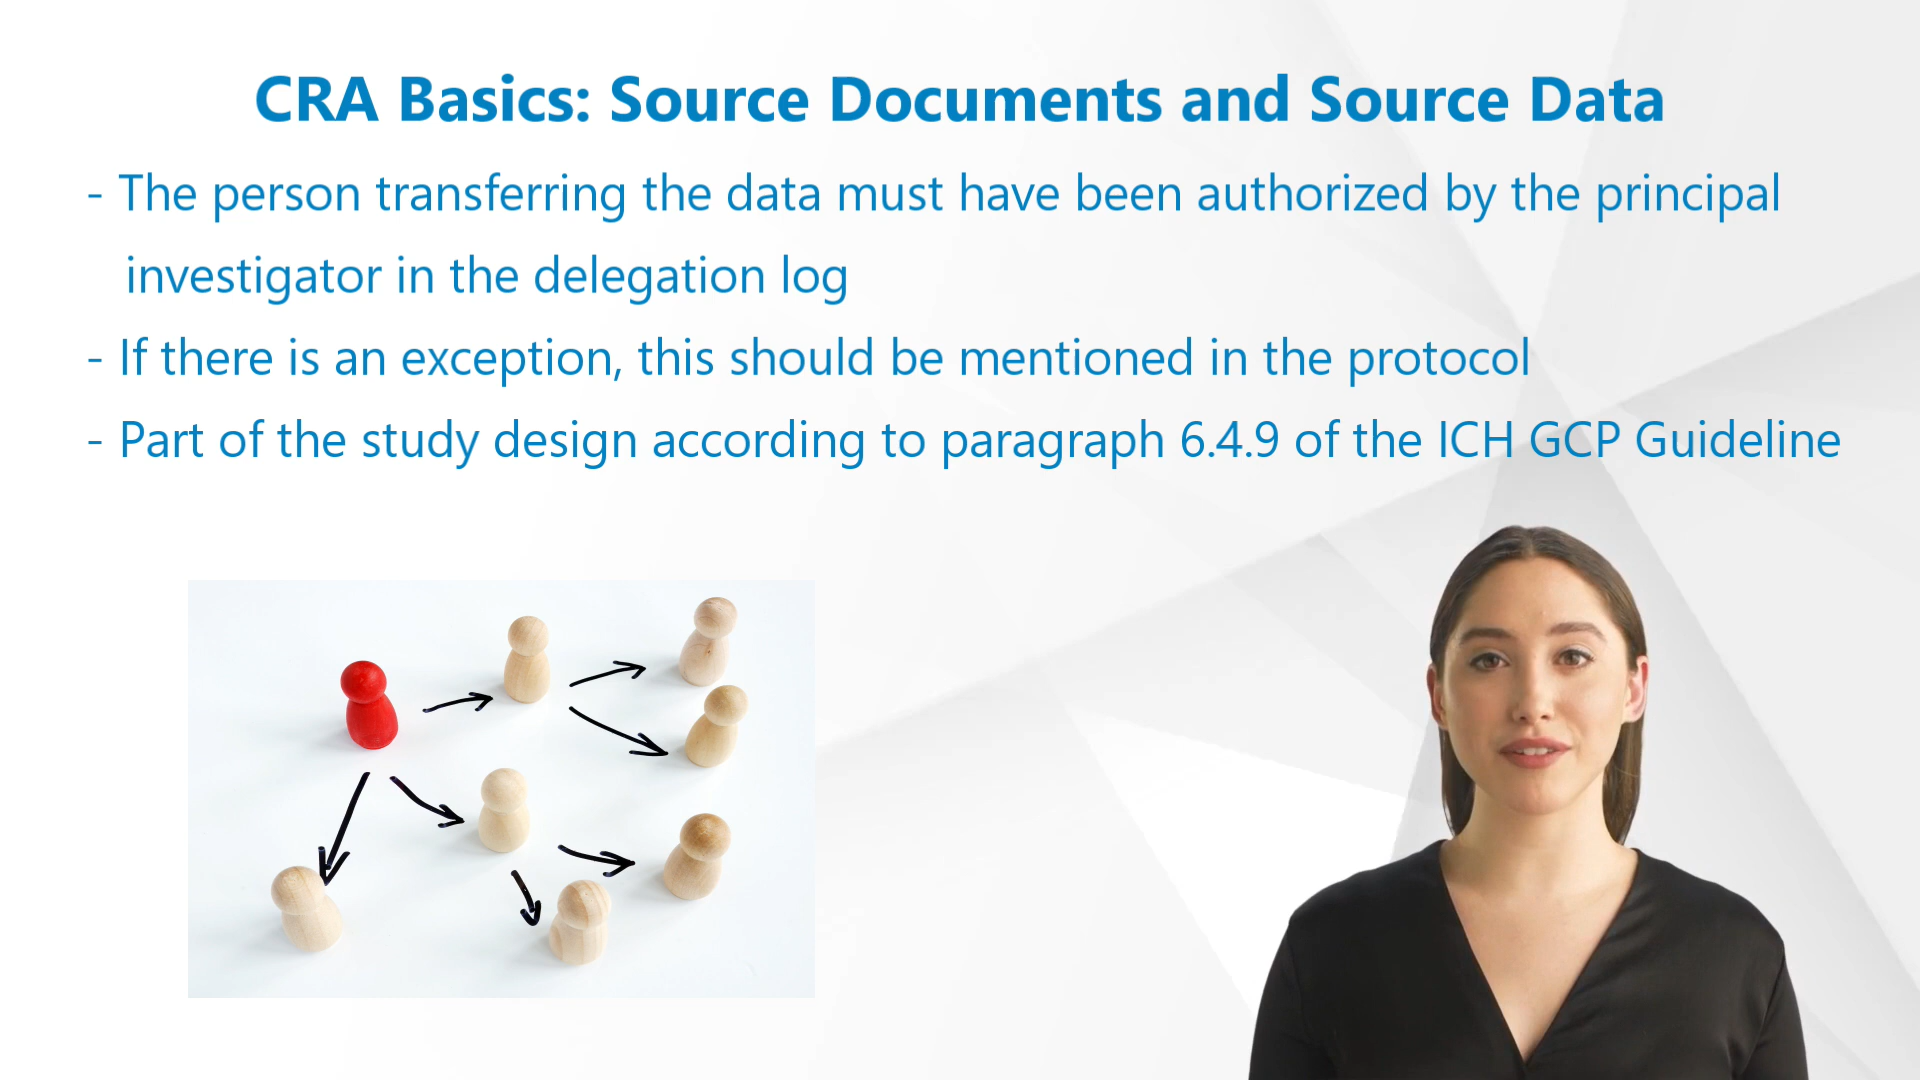 CRA Basics: Source Documents and Source Data
- The person transferring the data must have been authorized by the principal
investigator in the delegation log
- If there is an exception, this should be mentioned in the protocol
- Part of the study design according to paragraph 6.4.9 of the ICH GCP Guideline